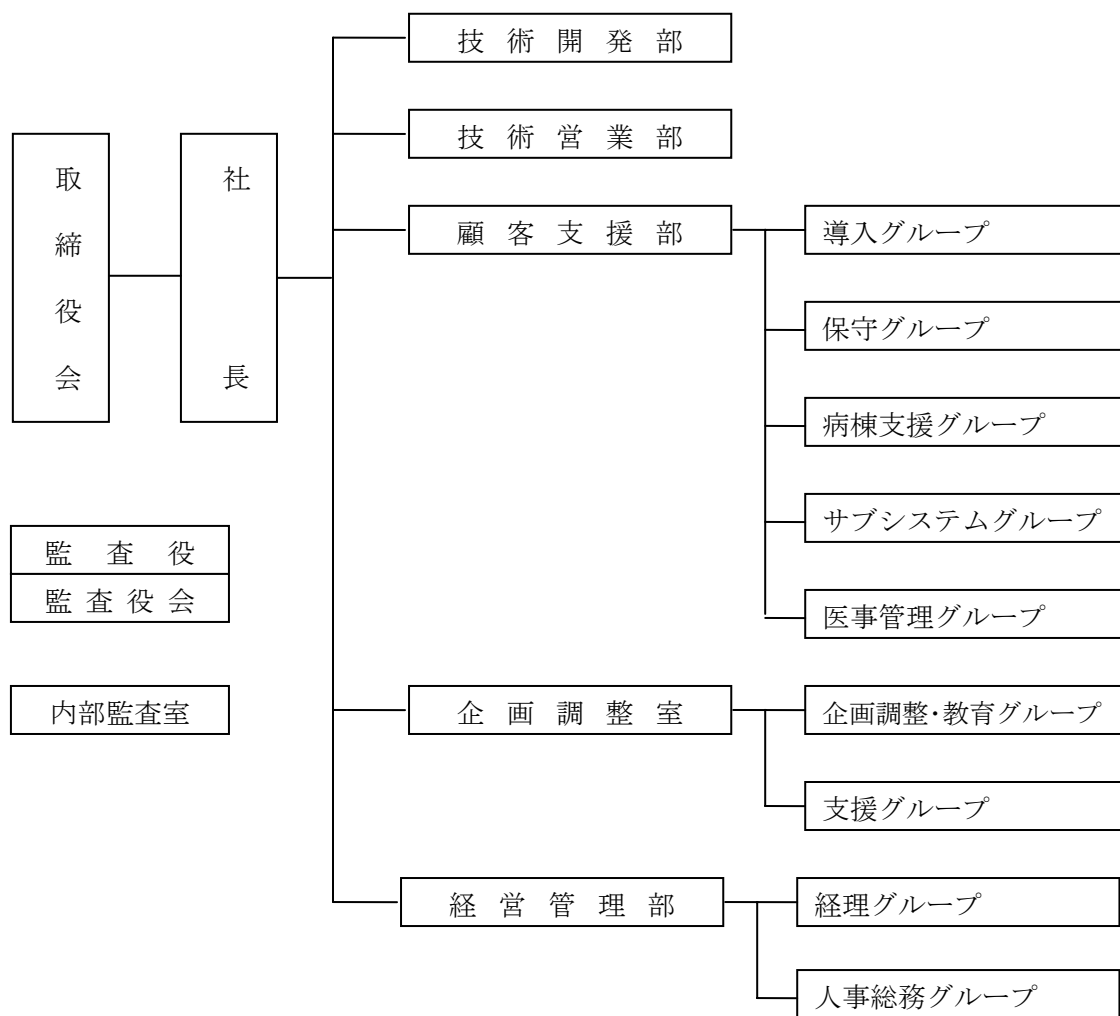 取締役会
社長
監査役
監査役会
内部監査室
技術開発部
技術営業部
顧客支援部
導入グループ
保守グループ
病棟支援グループ
サブシステムグループ
医事管理グループ
企画調整室
企画調整・教育グループ
支援グループ
経営管理部
経理グループ
人事総務グループ